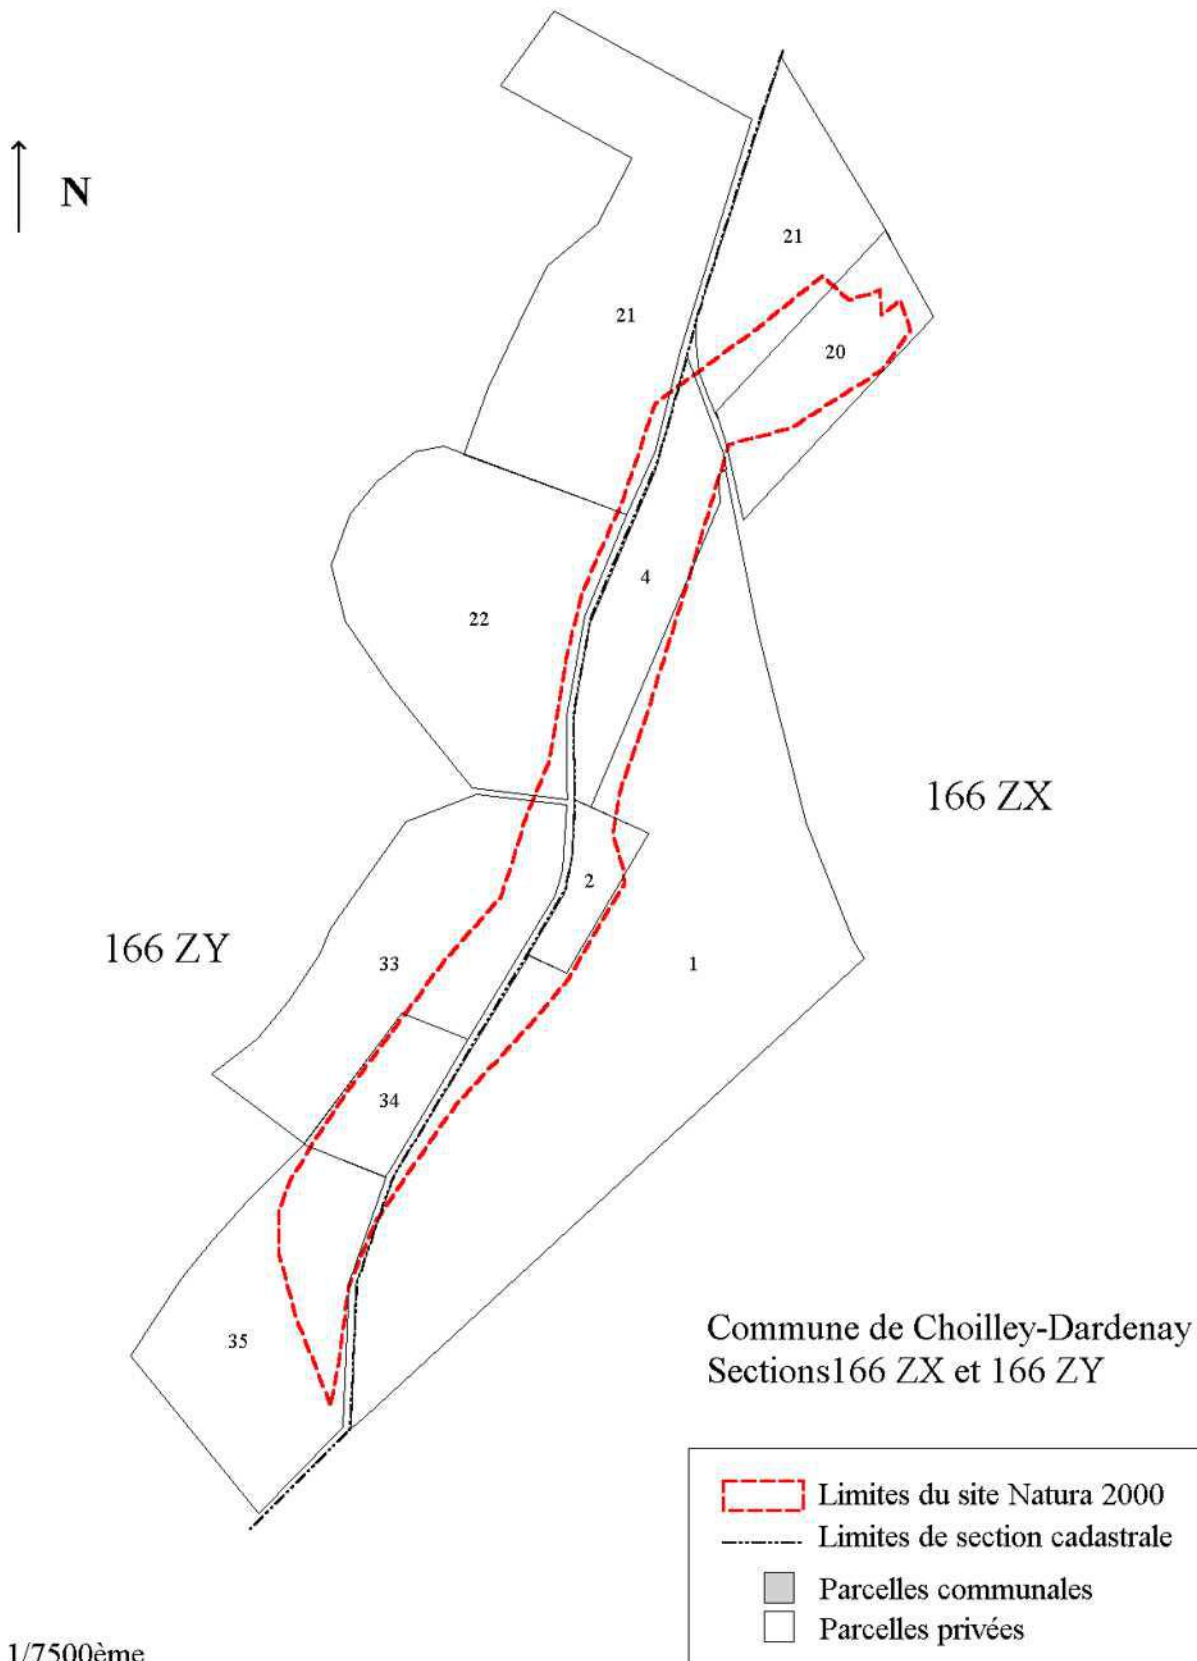 N
21
21
20
4
22
166 ZX
2
166 ZY
33
1
34
35
Commune de Choilley-Dardenay
Sections166 ZX et 166 ZY
Limites du site Natura 2000
Limites de section cadastrale
Parcelles communales
Parcelles privées
1/7500ème